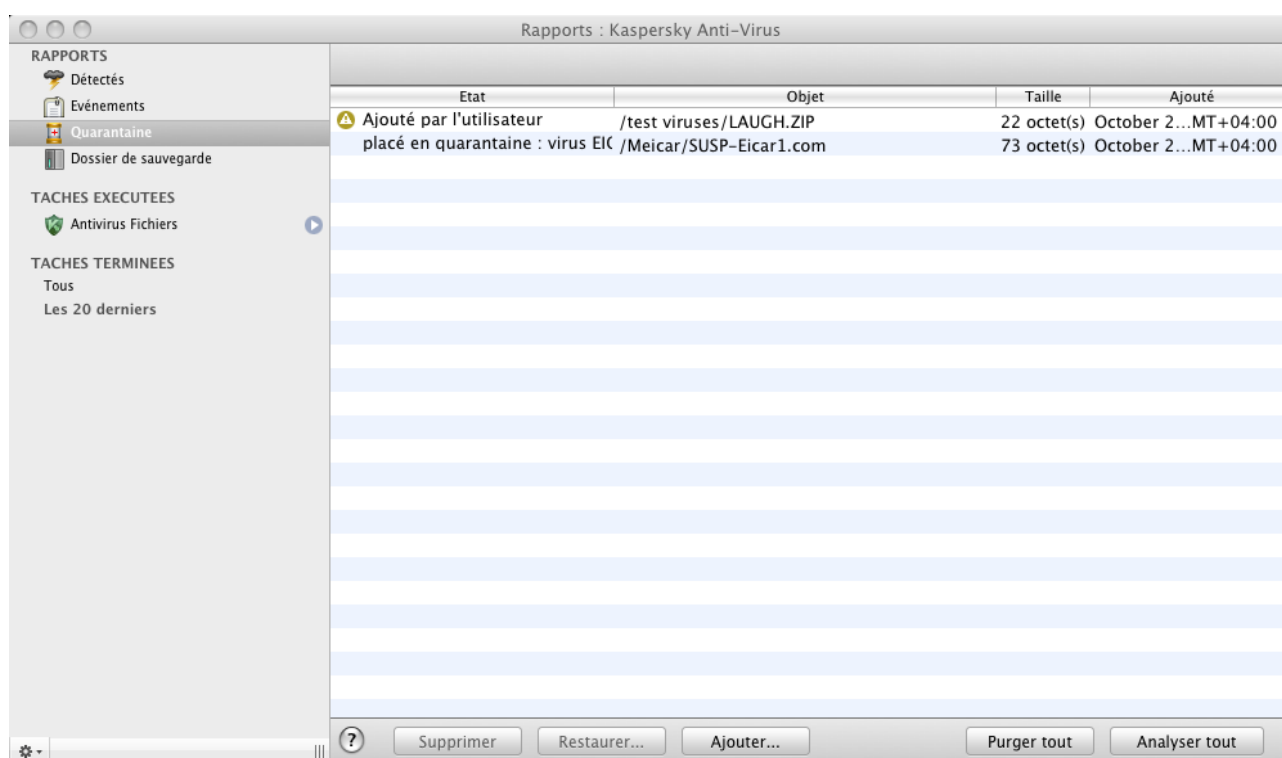 Rapports : Kaspersky Anti-Virus
RAPPORTS
Détectés
Evénements
Quarantaine
Dossier de sauvegarde
TACHES EXECUTEES
Antivirus Fichiers
TACHES TERMINEES
Tous
Les 20 derniers
Etat Objet Taille Ajouté
Ajouté par l'utilisateur /test viruses/LAUGH.ZIP 22 octet(s) October 2...MT+04:00
placé en quarantaine : virus EIC /Meicar/SUSP-Eicar1.com 73 octet(s) October 2...MT+04:00
? Supprimer Restaurer... Ajouter... Purger tout Analyser tout